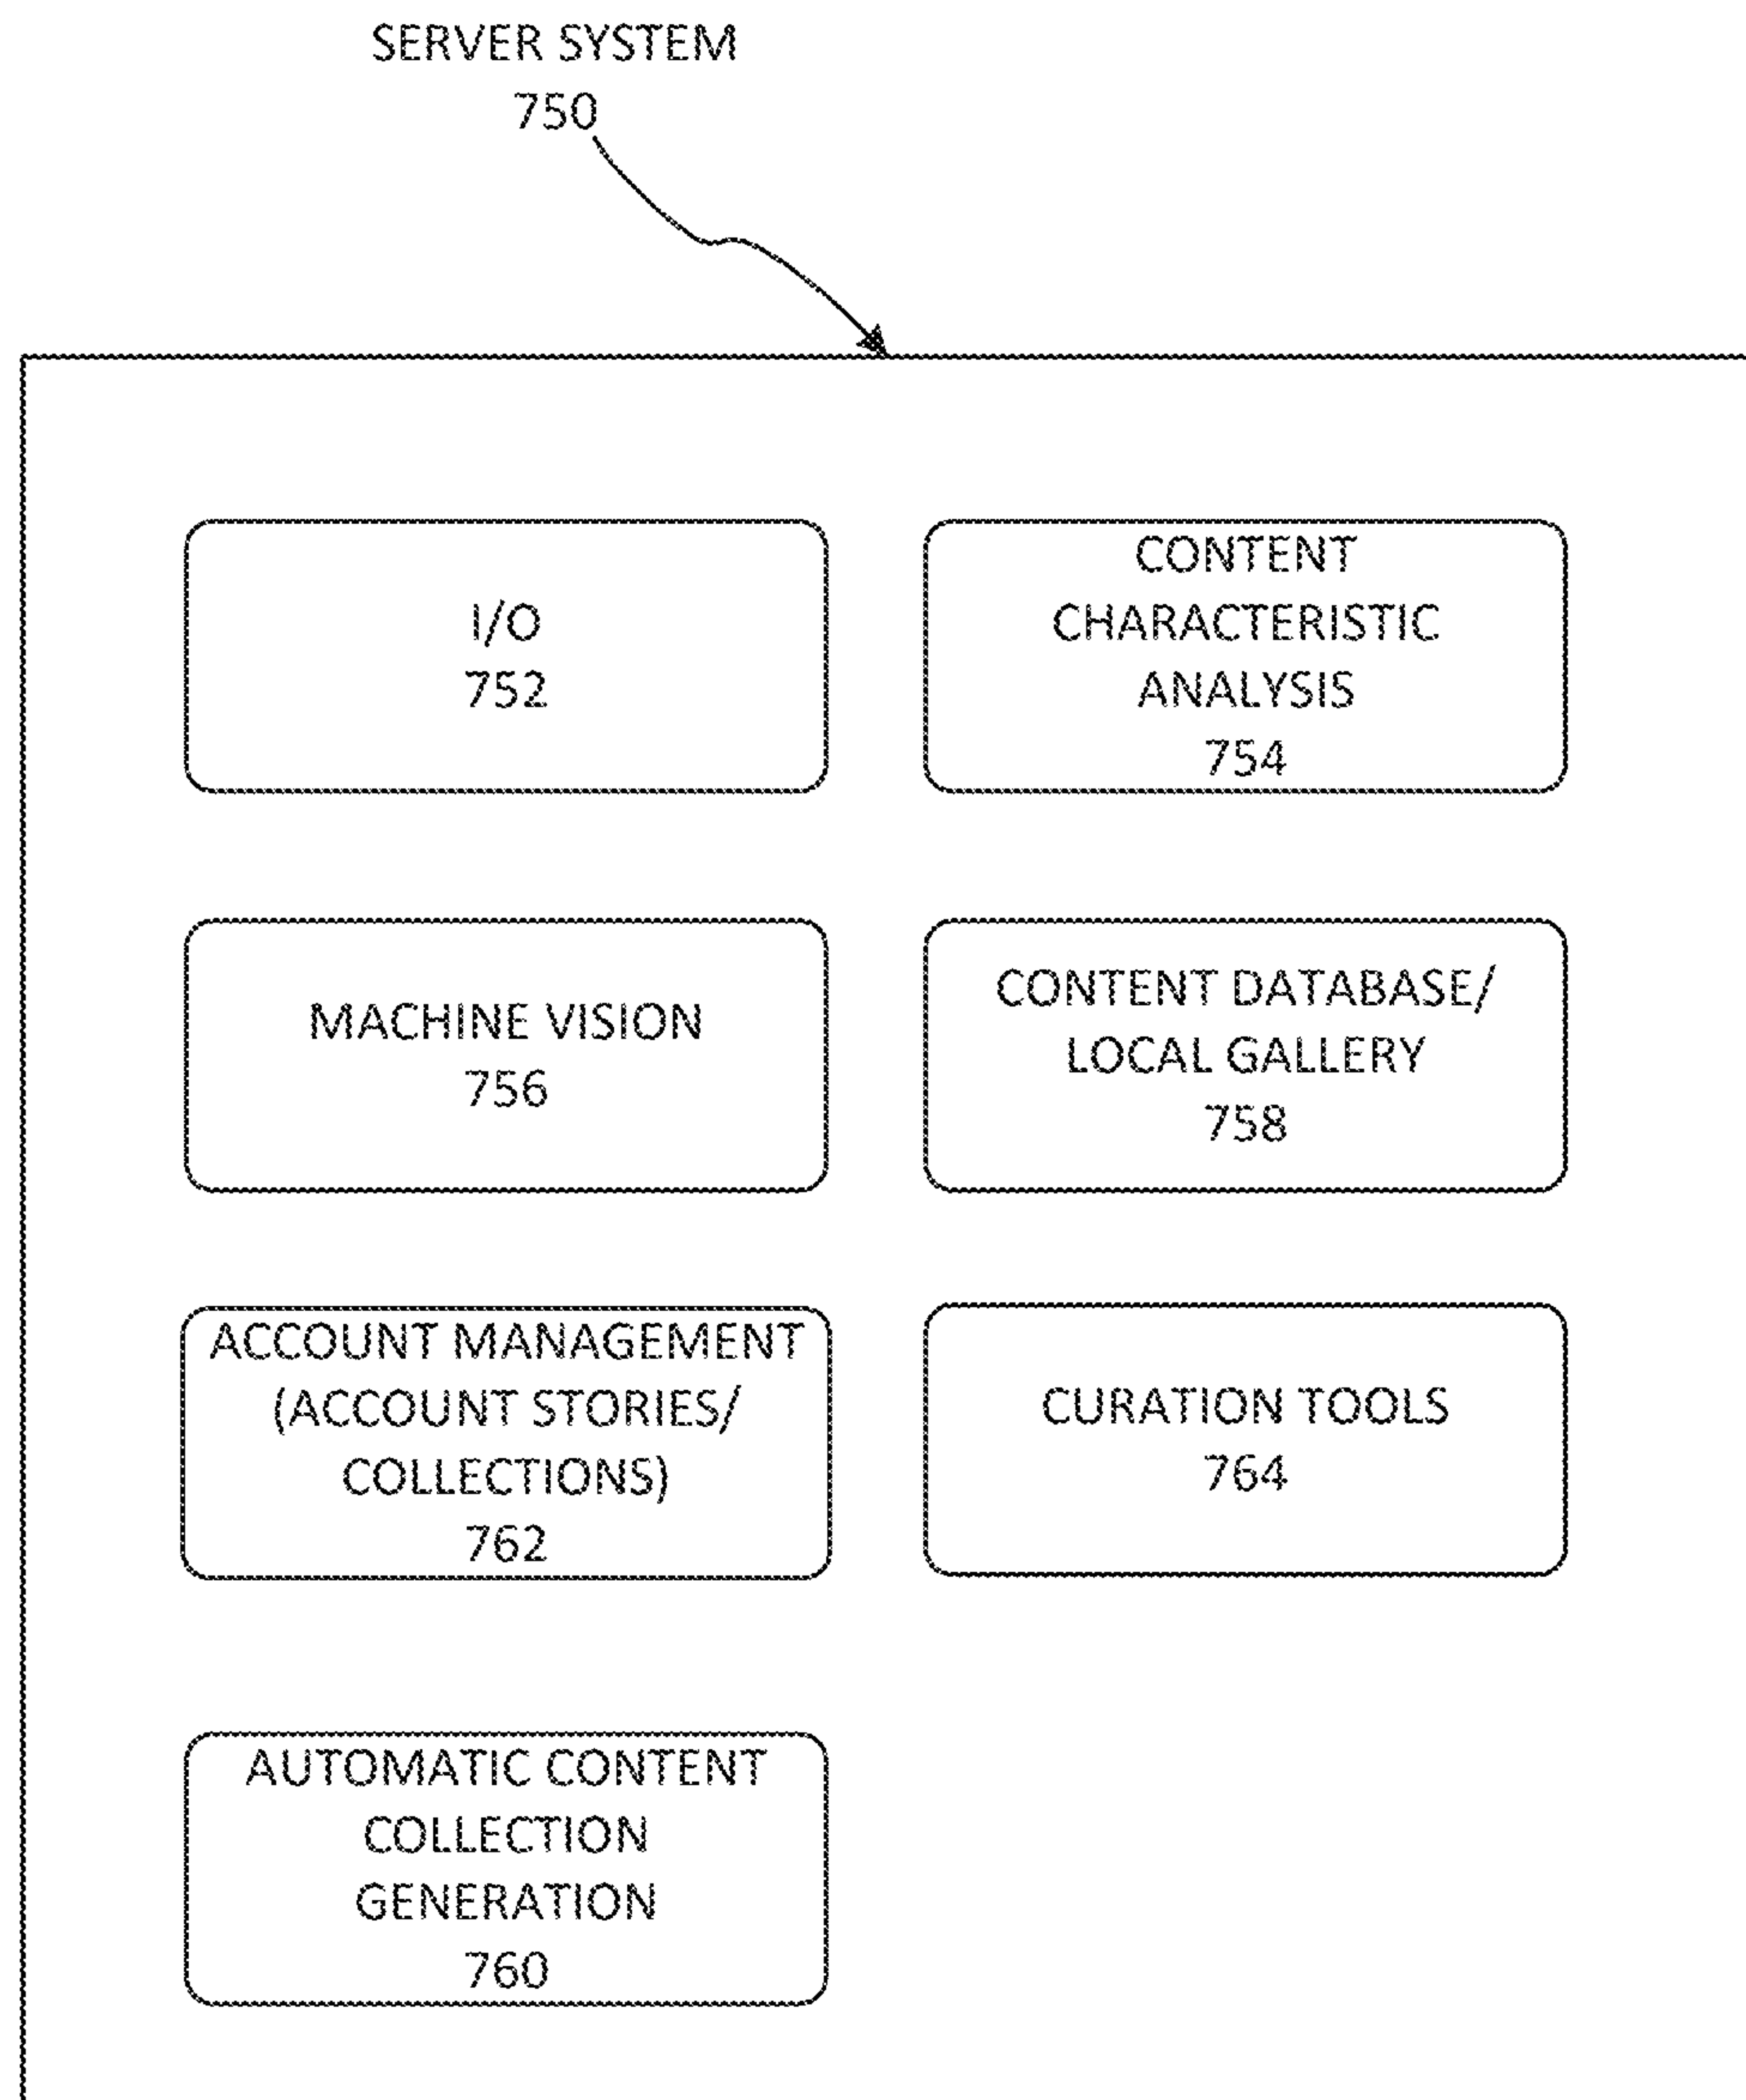 SERVER SYSTEM
750
I/O
752
CONTENT
CHARACTERISTIC
ANALYSIS
754
MACHINE VISION
756
CONTENT DATABASE/
LOCAL GALLERY
758
ACCOUNT MANAGEMENT
(ACCOUNT STORIES/
COLLECTIONS)
762
CURATION TOOLS
764
AUTOMATIC CONTENT
COLLECTION
GENERATION
760